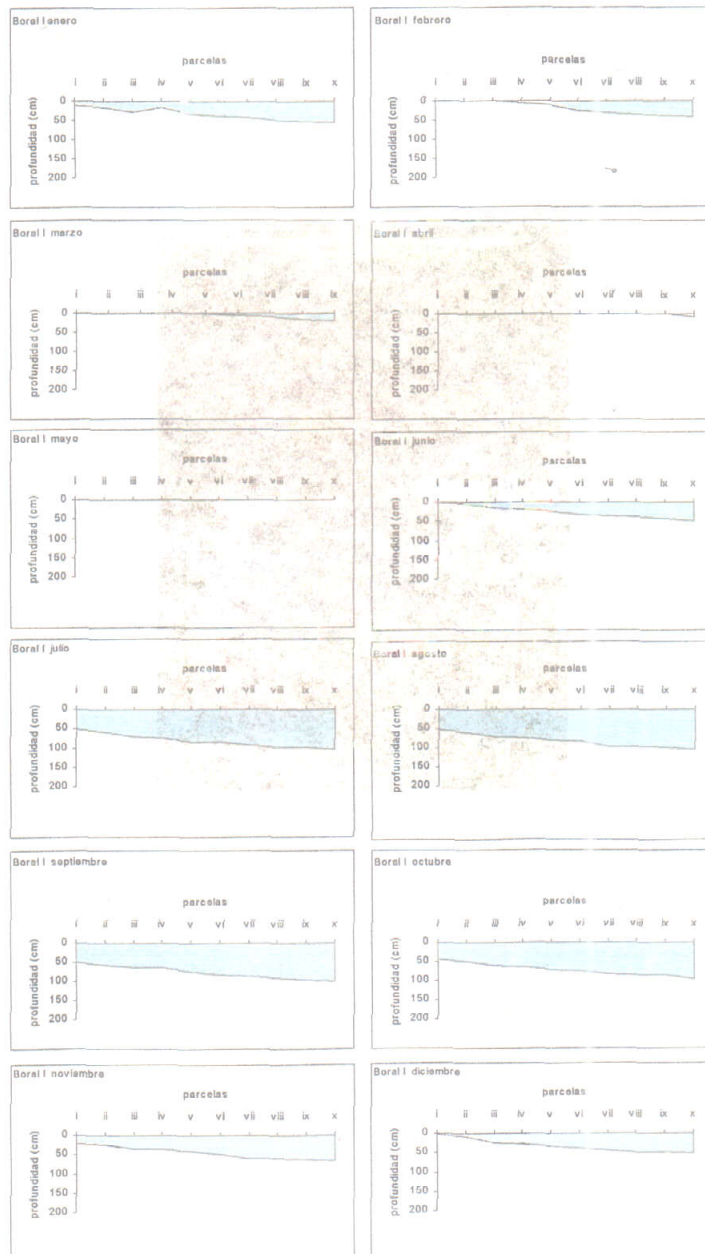 Boral I enero
parcelas
i ii iii iv v vi vii viii ix x
profundidad (cm)
0
50
100
150
200
Boral I febrero
parcelas
i ii iii iv v vi vii viii ix x
profundidad (cm)
0
50
100
150
200
Boral I marzo
parcelas
i ii iii iv v vi vii viii ix
profundidad (cm)
0
50
100
150
200
Boral I abril
parcelas
i ii iii iv v vi vii viii ix x
profundidad (cm)
0
50
100
150
200
Boral I mayo
parcelas
i ii iii iv v vi vii viii ix x
profundidad (cm)
0
50
100
150
200
Boral I junio
parcelas
i ii iii iv v vi vii viii ix x
profundidad (cm)
0
50
100
150
200
Boral I julio
parcelas
i ii iii iv v vi vii viii ix x
profundidad (cm)
0
50
100
150
200
Boral I agosto
parcelas
i ii iii iv v vi vii viii ix x
profundidad (cm)
0
50
100
150
200
Boral I septiembre
parcelas
i ii iii iv v vi vii viii ix x
profundidad (cm)
0
50
100
150
200
Boral I octubre
parcelas
i ii iii iv v vi vii viii ix x
profundidad (cm)
0
50
100
150
200
Boral I noviembre
parcelas
i ii iii iv v vi vii viii ix x
profundidad (cm)
0
50
100
150
200
Boral I diciembre
parcelas
i ii iii iv v vi vii viii ix x
profundidad (cm)
0
50
100
150
200